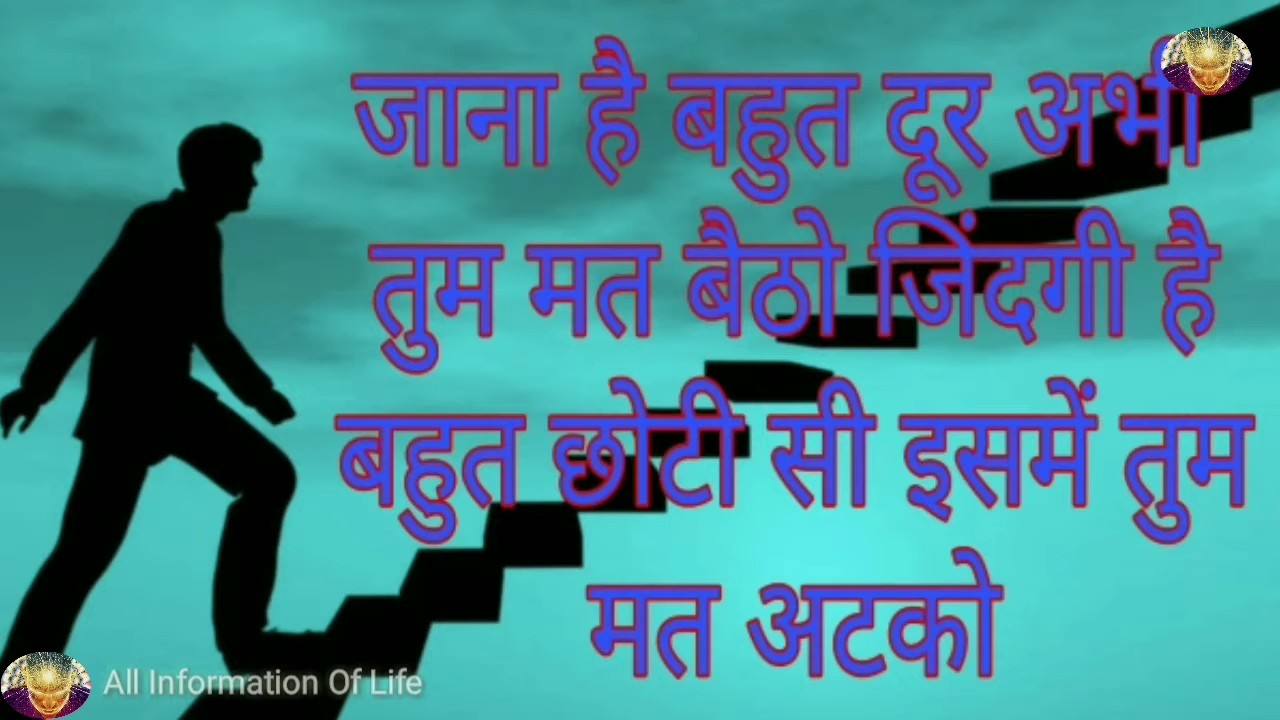 जाना है बहुत दूर अभी
तुम मत बैठो जिंदगी है
बहुत छोटी सी इसमें तुम
मत अटको
All Information Of Life